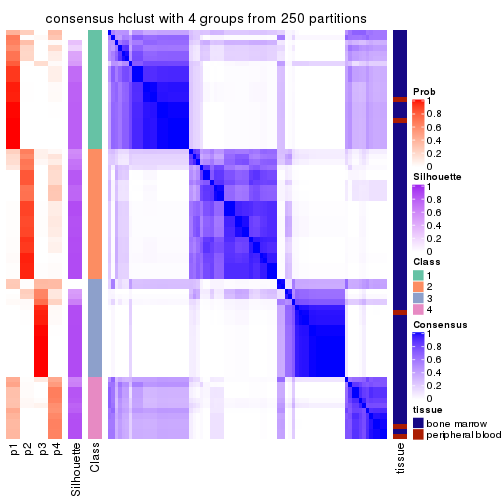 consensus hclust with 4 groups from 250 partitions
Prob
1
0.8
0.6
0.4
0.2
0
Silhouette
1
0.8
0.6
0.4
0.2
0
Class
1
2
3
4
Consensus
1
0.8
0.6
0.4
0.2
0
tissue
bone marrow
peripheral blood
p1
p2
p3
p4
Silhouette
Class
tissue